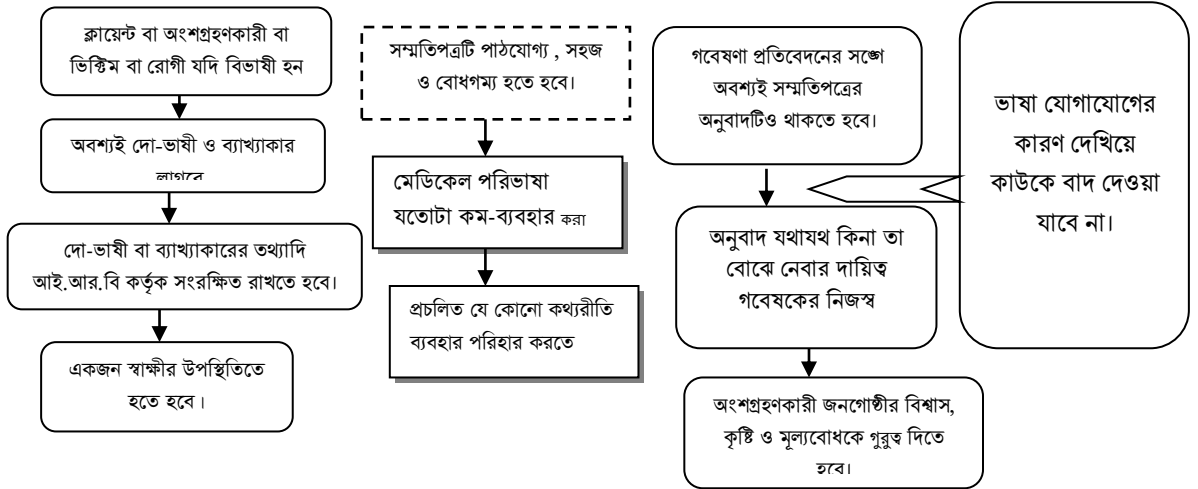 ক্লায়েন্ট বা অংশগ্রহণকারী বা
ভিক্টিম বা রোগী যদি বিভাষী হন
অবশ্যই দো-ভাষী ও ব্যাখ্যাকার
লাগবে
দো-ভাষী বা ব্যাখ্যাকারের তথ্যাদি
আই.আর.বি কর্তৃক সংরক্ষিত রাখতে হবে।
একজন স্বাক্ষীর উপস্থিতিতে
হতে হবে।
সম্মতিপত্রটি পাঠযোগ্য , সহজ
ও বোধগম্য হতে হবে।
মেডিকেল পরিভাষা
যতোটা কম-ব্যবহার করা
প্রচলিত যে কোনো কথ্যরীতি
ব্যবহার পরিহার করতে
গবেষণা প্রতিবেদনের সঙ্গে
অবশ্যই সম্মতিপত্রের
অনুবাদটিও থাকতে হবে।
অনুবাদ যথাযথ কিনা তা
বোঝে নেবার দায়িত্ব
গবেষকের নিজস্ব
অংশগ্রহণকারী জনগোষ্ঠীর বিশ্বাস,
কৃষ্টি ও মূল্যবোধকে গুরুত্ব দিতে
হবে।
ভাষা যোগাযোগের
কারণ দেখিয়ে
কাউকে বাদ দেওয়া
যাবে না।